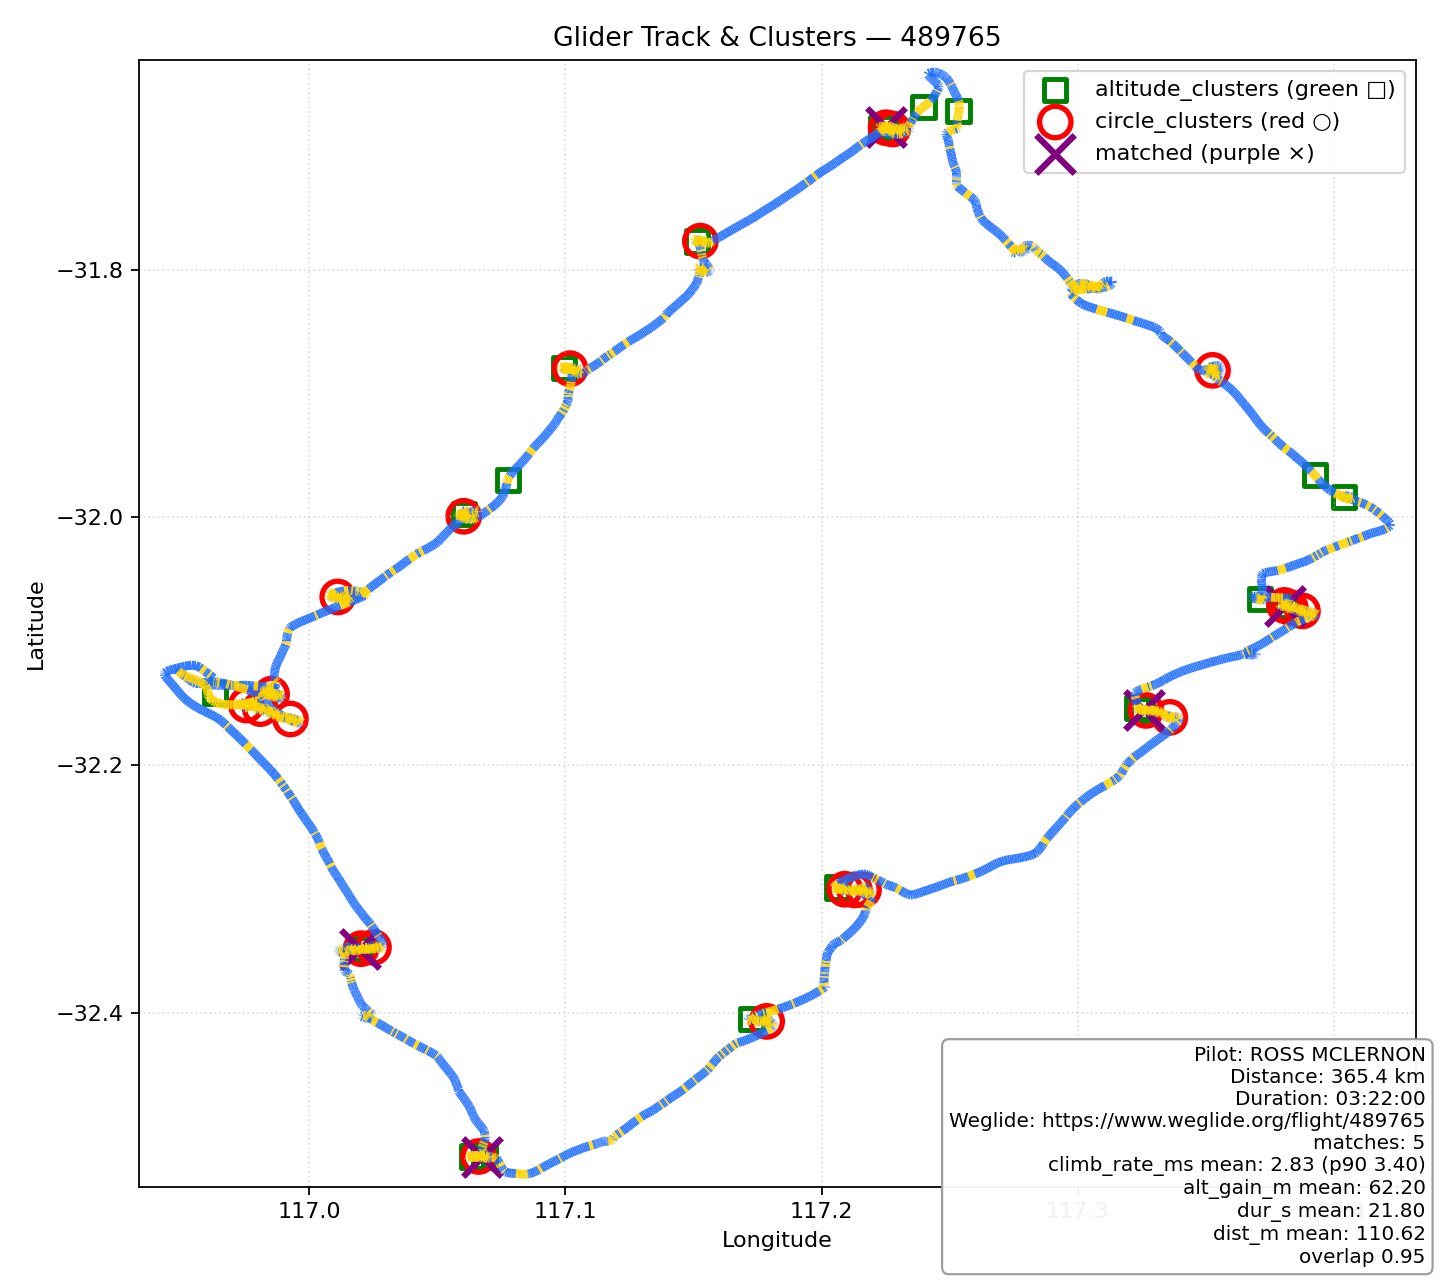 Glider Track & Clusters — 489765
altitude_clusters (green □)
circle_clusters (red ○)
matched (purple ×)
−31.8
−32.0
−32.2
−32.4
Latitude
117.0
117.1
117.2
117.3
Longitude
Pilot: ROSS MCLERNON
Distance: 365.4 km
Duration: 03:22:00
Weglide: https://www.weglide.org/flight/489765
matches: 5
climb_rate_ms mean: 2.83 (p90 3.40)
alt_gain_m mean: 62.20
dur_s mean: 21.80
dist_m mean: 110.62
overlap 0.95